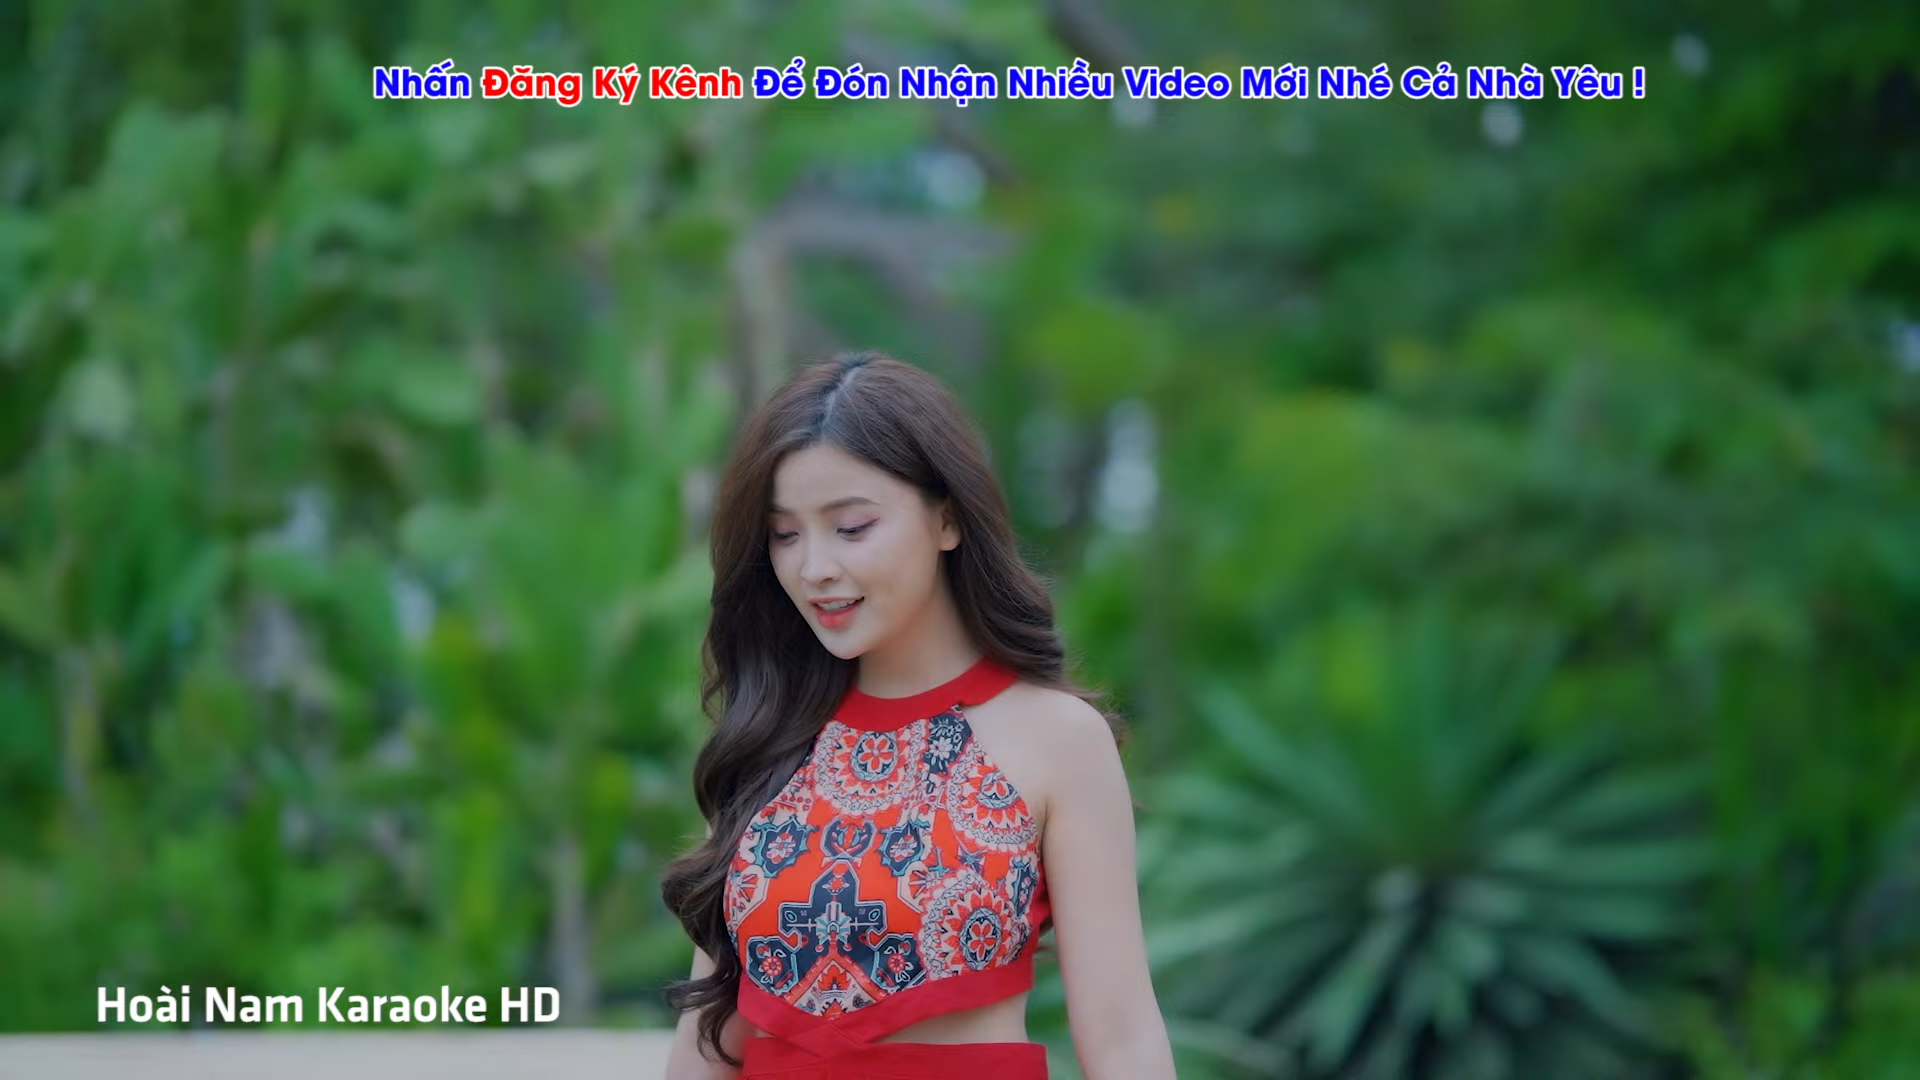 Nhấn Đăng Ký Kênh Để Đón Nhận Nhiều Video Mới Nhé Cả Nhà Yêu !
Hoài Nam Karaoke HD